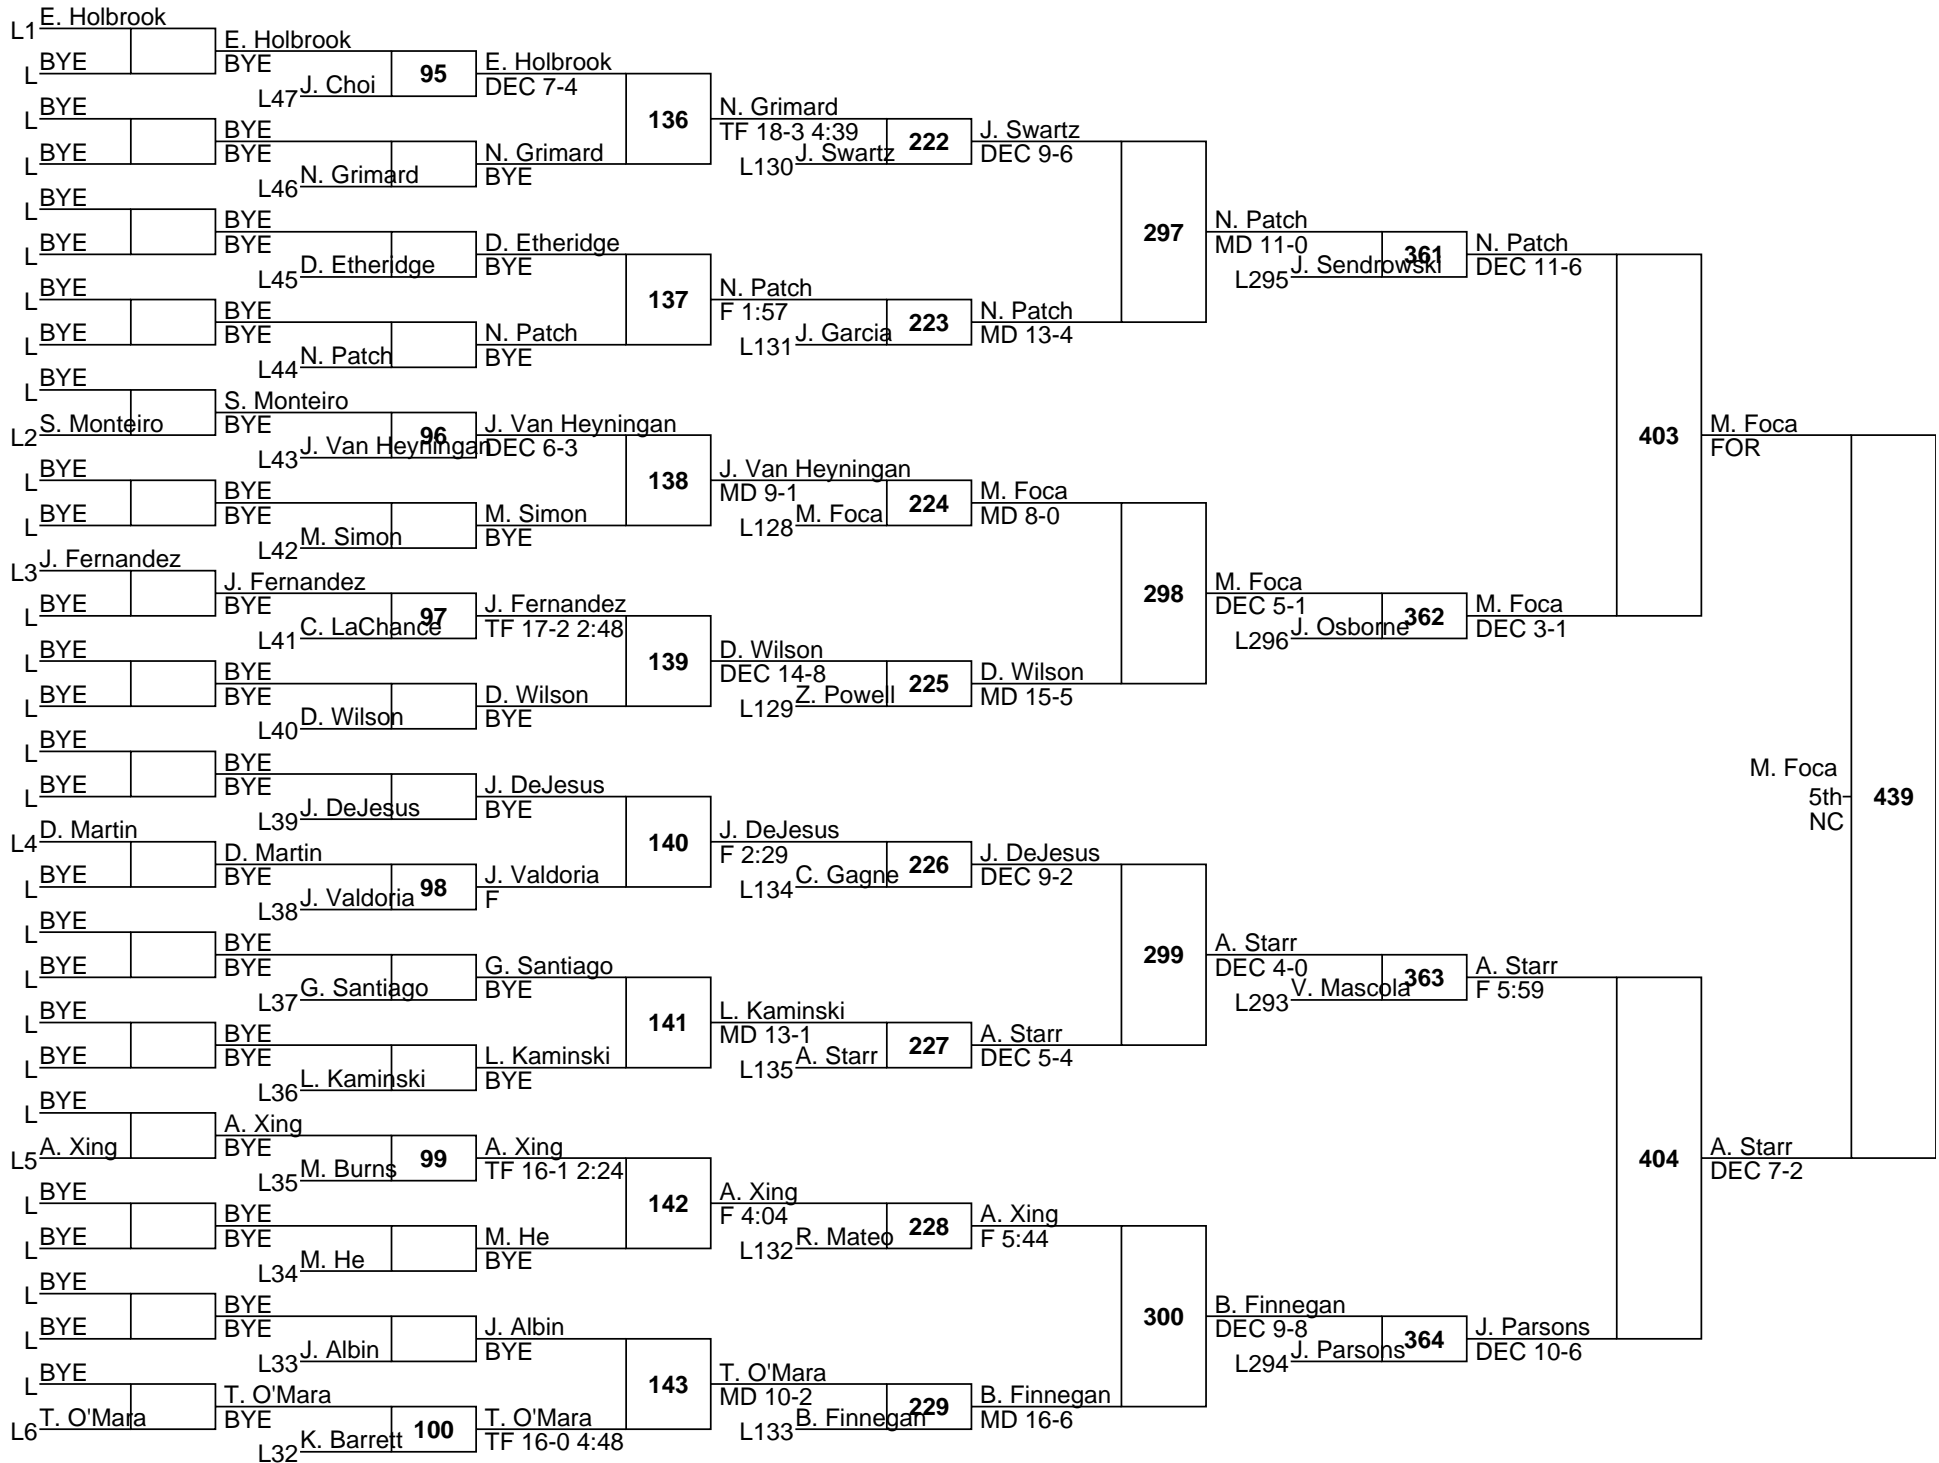 L1 E. Holbrook
L BYE
L BYE
L BYE
L BYE
L BYE
L BYE
L BYE
L BYE
L2 S. Monteiro
L BYE
L BYE
L3 J. Fernandez
L BYE
L BYE
L BYE
L BYE
L BYE
L4 D. Martin
L BYE
L BYE
L BYE
L BYE
L BYE
L BYE
L5 A. Xing
L BYE
L BYE
L BYE
L BYE
L BYE
L6 T. O'Mara
E. Holbrook
BYE
L47 J. Choi
95
BYE
BYE
L46 N. Grimard
BYE
BYE
L45 D. Etheridge
BYE
BYE
L44 N. Patch
S. Monteiro
BYE
L43 J. Van Heyningan
96
BYE
BYE
L42 M. Simon
J. Fernandez
BYE
L41 C. LaChance
97
BYE
BYE
L40 D. Wilson
BYE
BYE
L39 J. DeJesus
D. Martin
BYE
L38 J. Valdoria
98
BYE
BYE
L37 G. Santiago
BYE
BYE
L36 L. Kaminski
A. Xing
BYE
L35 M. Burns
99
BYE
BYE
L34 M. He
BYE
BYE
L33 J. Albin
T. O'Mara
BYE
L32 K. Barrett
100
E. Holbrook
DEC 7-4
136
N. Grimard
BYE
D. Etheridge
BYE
137
N. Patch
BYE
J. Van Heyningan
DEC 6-3
138
M. Simon
BYE
J. Fernandez
TF 17-2 2:48
139
D. Wilson
BYE
J. DeJesus
BYE
140
J. Valdoria
F
G. Santiago
BYE
141
L. Kaminski
BYE
A. Xing
TF 16-1 2:24
142
M. He
BYE
J. Albin
BYE
143
T. O'Mara
TF 16-0 4:48
N. Grimard
TF 18-3 4:39
L130 J. Swartz
222
N. Patch
F 1:57
L131 J. Garcia
223
J. Van Heyningan
MD 9-1
L128 M. Foca
224
D. Wilson
DEC 14-8
L129 Z. Powell
225
J. DeJesus
F 2:29
L134 C. Gagne
226
L. Kaminski
MD 13-1
L135 A. Starr
227
A. Xing
F 4:04
L132 R. Mateo
228
T. O'Mara
MD 10-2
L133 B. Finnegan
229
J. Swartz
DEC 9-6
297
N. Patch
MD 13-4
M. Foca
MD 8-0
298
D. Wilson
MD 15-5
J. DeJesus
DEC 9-2
299
A. Starr
DEC 5-4
A. Xing
F 5:44
300
B. Finnegan
MD 16-6
N. Patch
MD 11-0
L295 J. Sendrowski
361
M. Foca
DEC 5-1
L296 J. Osborne
362
A. Starr
DEC 4-0
L293 V. Mascola
363
B. Finnegan
DEC 9-8
L294 J. Parsons
364
N. Patch
DEC 11-6
403
M. Foca
DEC 3-1
A. Starr
F 5:59
404
J. Parsons
DEC 10-6
M. Foca
FOR
A. Starr
DEC 7-2
M. Foca
5th
NC
439